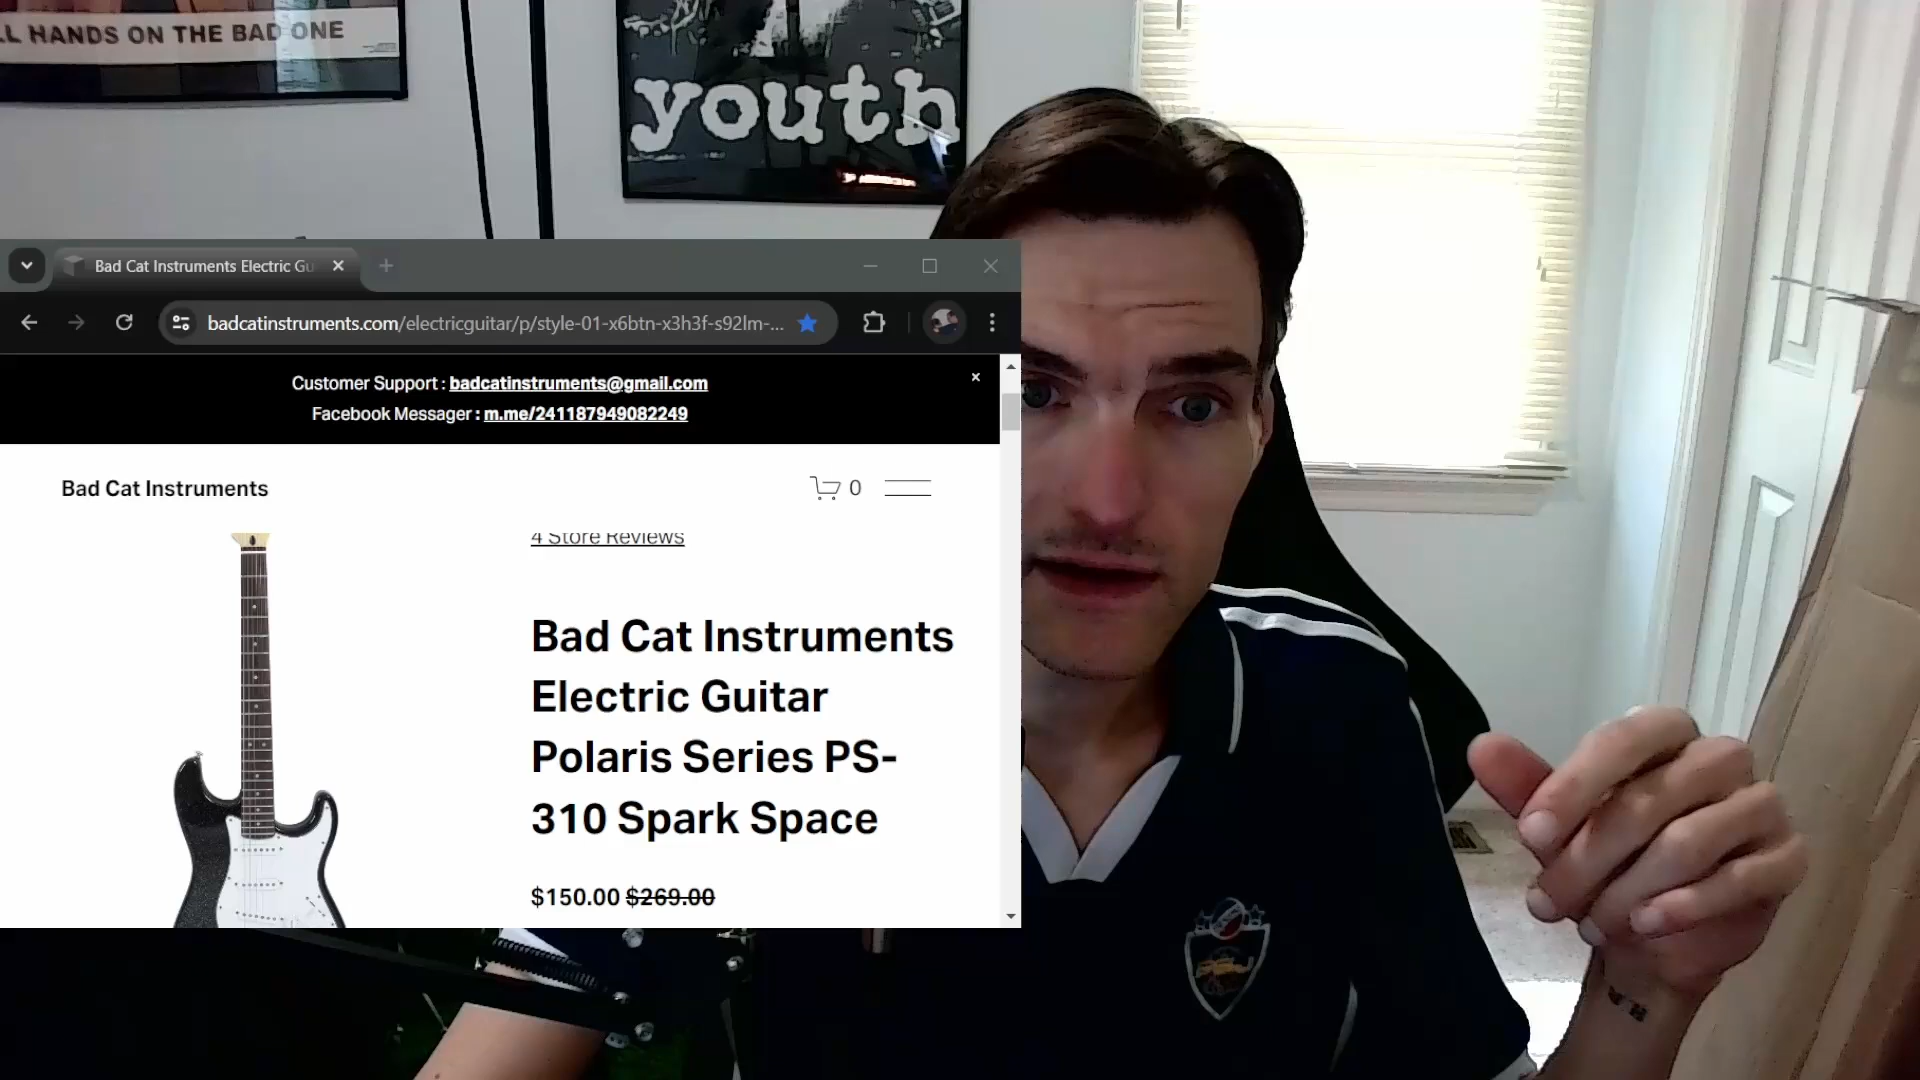 LL HANDS ON THE BAD ONE
youth
Bad Cat Instruments Electric Gu
badcatinstruments.com/electricguitar/p/style-01-x6btn-x3h3f-s92lm-...
Customer Support : badcatinstruments@gmail.com
Facebook Messager : m.me/241187949082249
Bad Cat Instruments
0
4 Store Reviews
Bad Cat Instruments
Electric Guitar
Polaris Series PS-
310 Spark Space
$150.00 $269.00